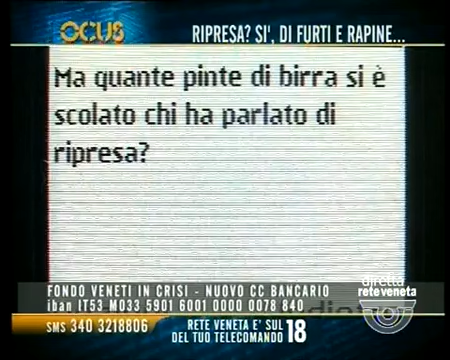 OCUS
RIPRESA? SI', DI FURTI E RAPINE...
Ma quante pinte di birra si è
scolato chi ha parlato di
ripresa?
diretta
reteveneta
FONDO VENETI IN CRISI - NUOVO CC BANCARIO
iban IT53 M033 5901 6001 0000 0078 840
diretta
SMS 340 3218806
RETE VENETA E' SUL
DEL TUO TELECOMANDO 18